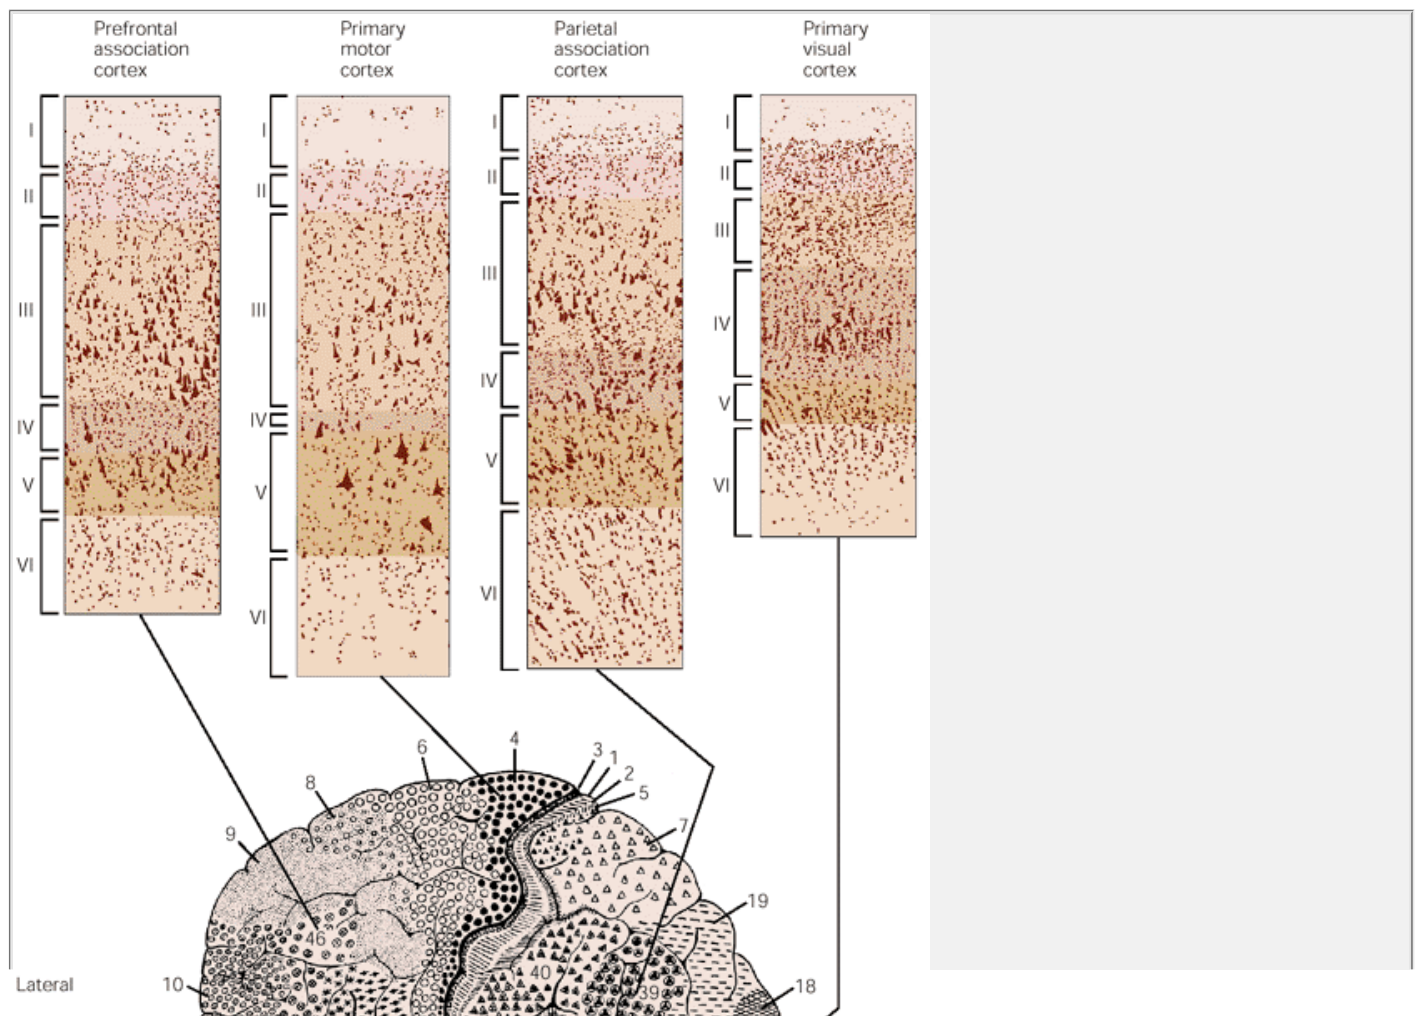 Prefrontal
association
cortex
Primary
motor
cortex
Parietal
association
cortex
Primary
visual
cortex
I
II
III
IV
V
VI
I
II
III
IV
V
VI
I
II
III
IV
V
VI
I
II
III
IV
V
VI
4
6
3
1
8
2
5
9
7
19
46
40
39
Lateral
10
18